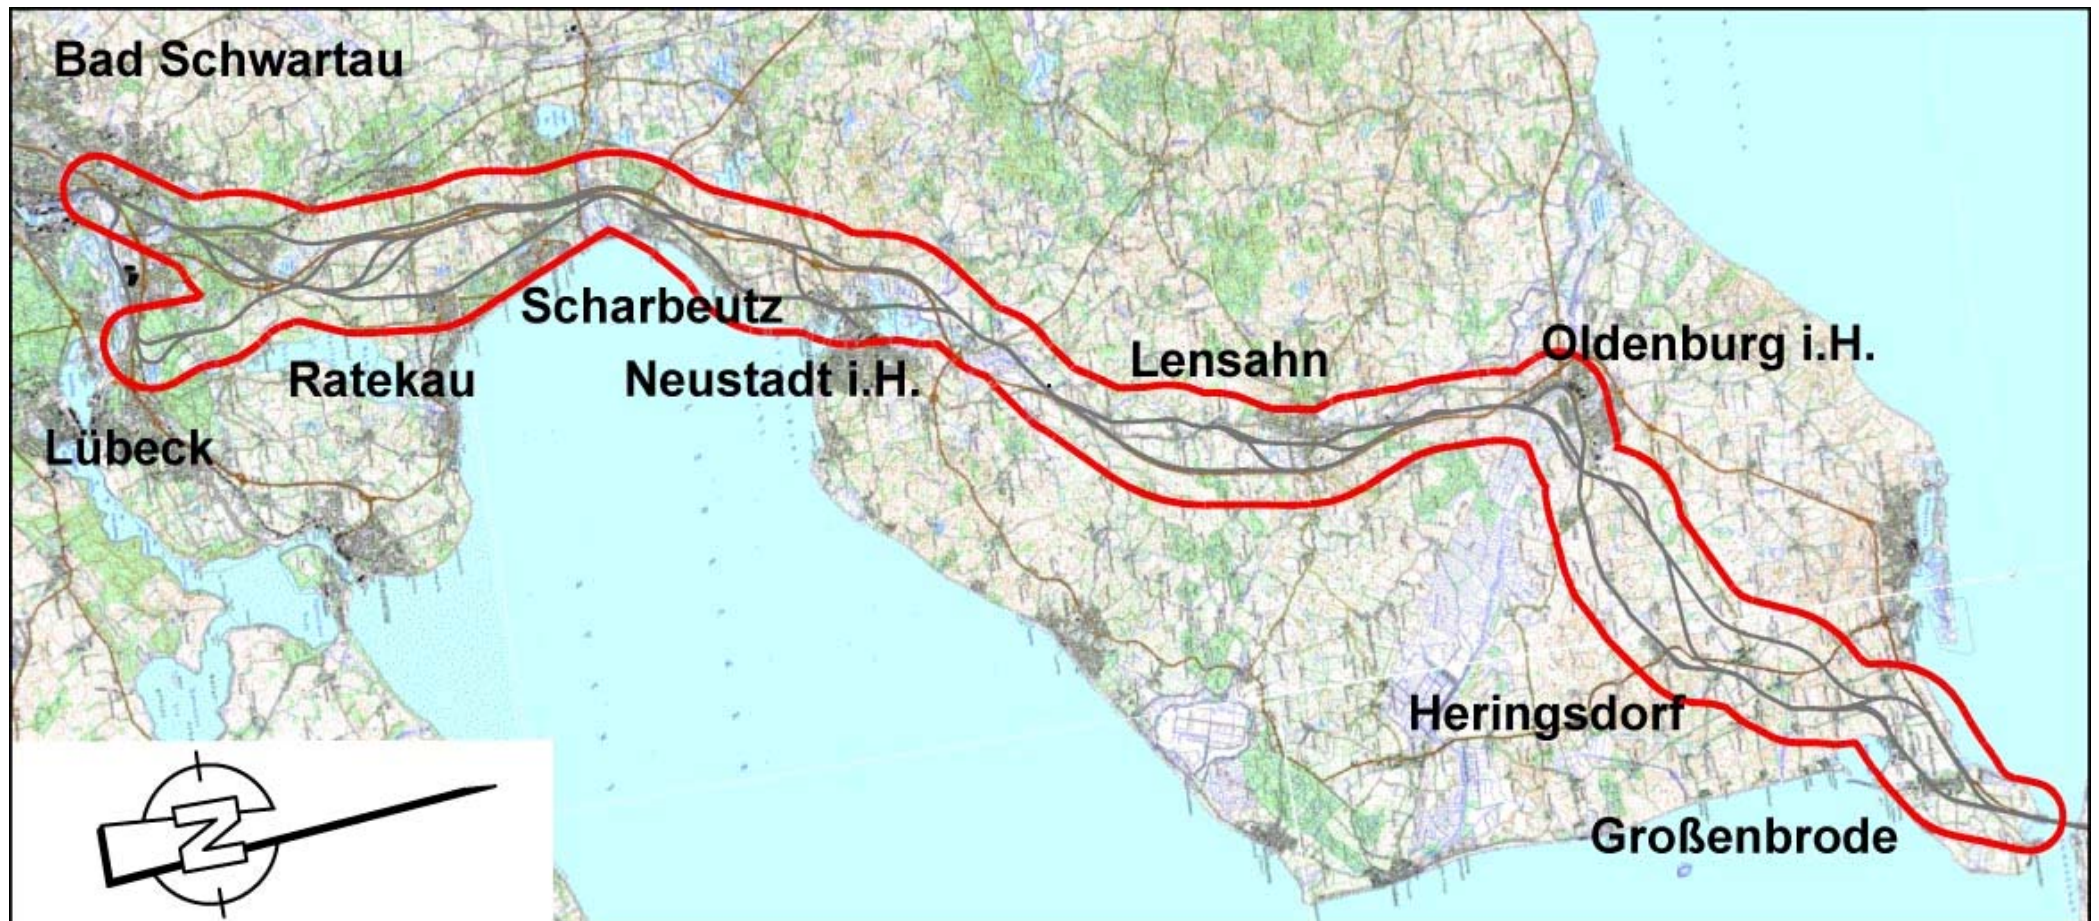 Bad Schwartau
Scharbeutz
Oldenburg i.H.
Lensahn
Ratekau
Neustadt i.H.
Lübeck
Heringsdorf
Großenbrode
N